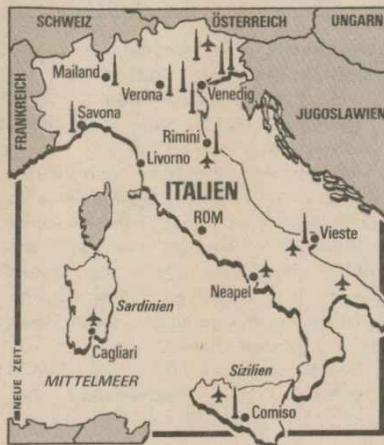 SCHWEIZ
ÖSTERREICH
UNGARN
FRANKREICH
Mailand
Verona
Venedig
JUGOSLAWIEN
Savona
Rimini
Livorno
ITALIEN
ROM
Vieste
Neapel
Sardinien
Cagliari
Sizilien
MITTELMEER
Comiso
NEUE ZEIT